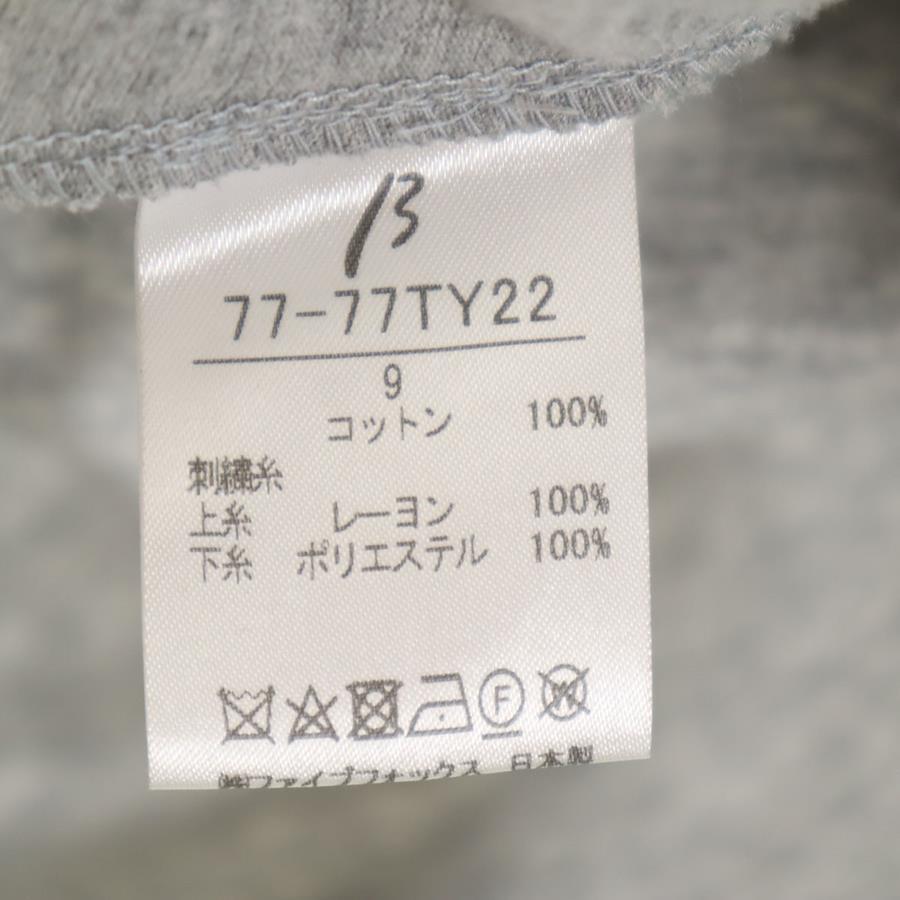 13
77-77TY22
9
コットン 100%
刺繍糸
上糸 レーヨン 100%
下糸 ポリエステル 100%
F
W
㈱ファイブフォックス 日本製